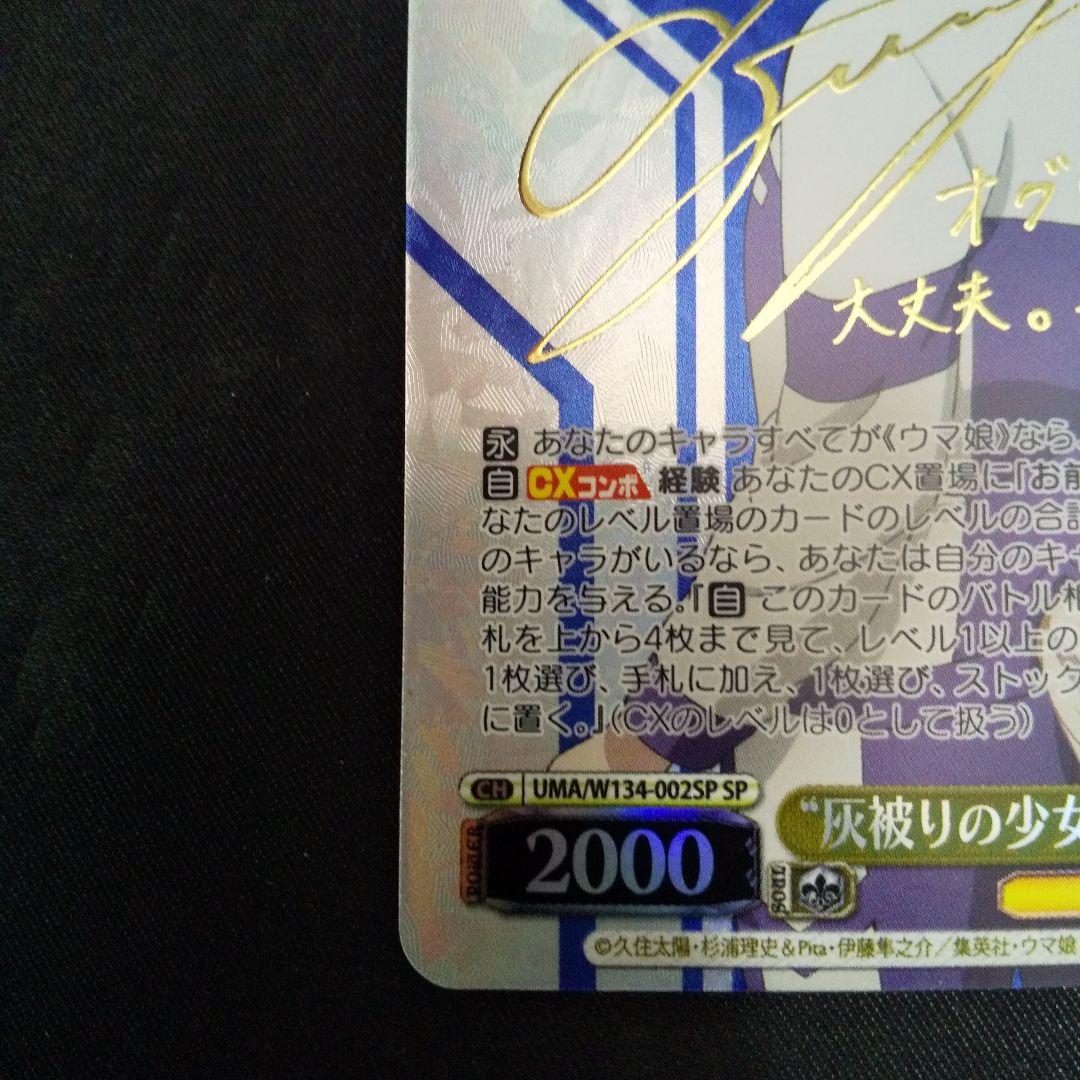 オグ
大丈夫。
永 あなたのキャラすべてが《ウマ娘》なら、
自 CXコンボ 経験 あなたのCX置場に「お前
なたのレベル置場のカードのレベルの合計
のキャラがいるなら、あなたは自分のキャ
能力を与える。『自 このカードのバトル相
札を上から4枚まで見て、レベル1以上の
1枚選び、手札に加え、1枚選び、ストック
に置く。』(CXのレベルは0として扱う)
CH UMA/W134-002SP SP
“灰被りの少女
POWER 2000
SOUL
©久住太陽・杉浦理史&Pita・伊藤隼之介/集英社・ウマ娘